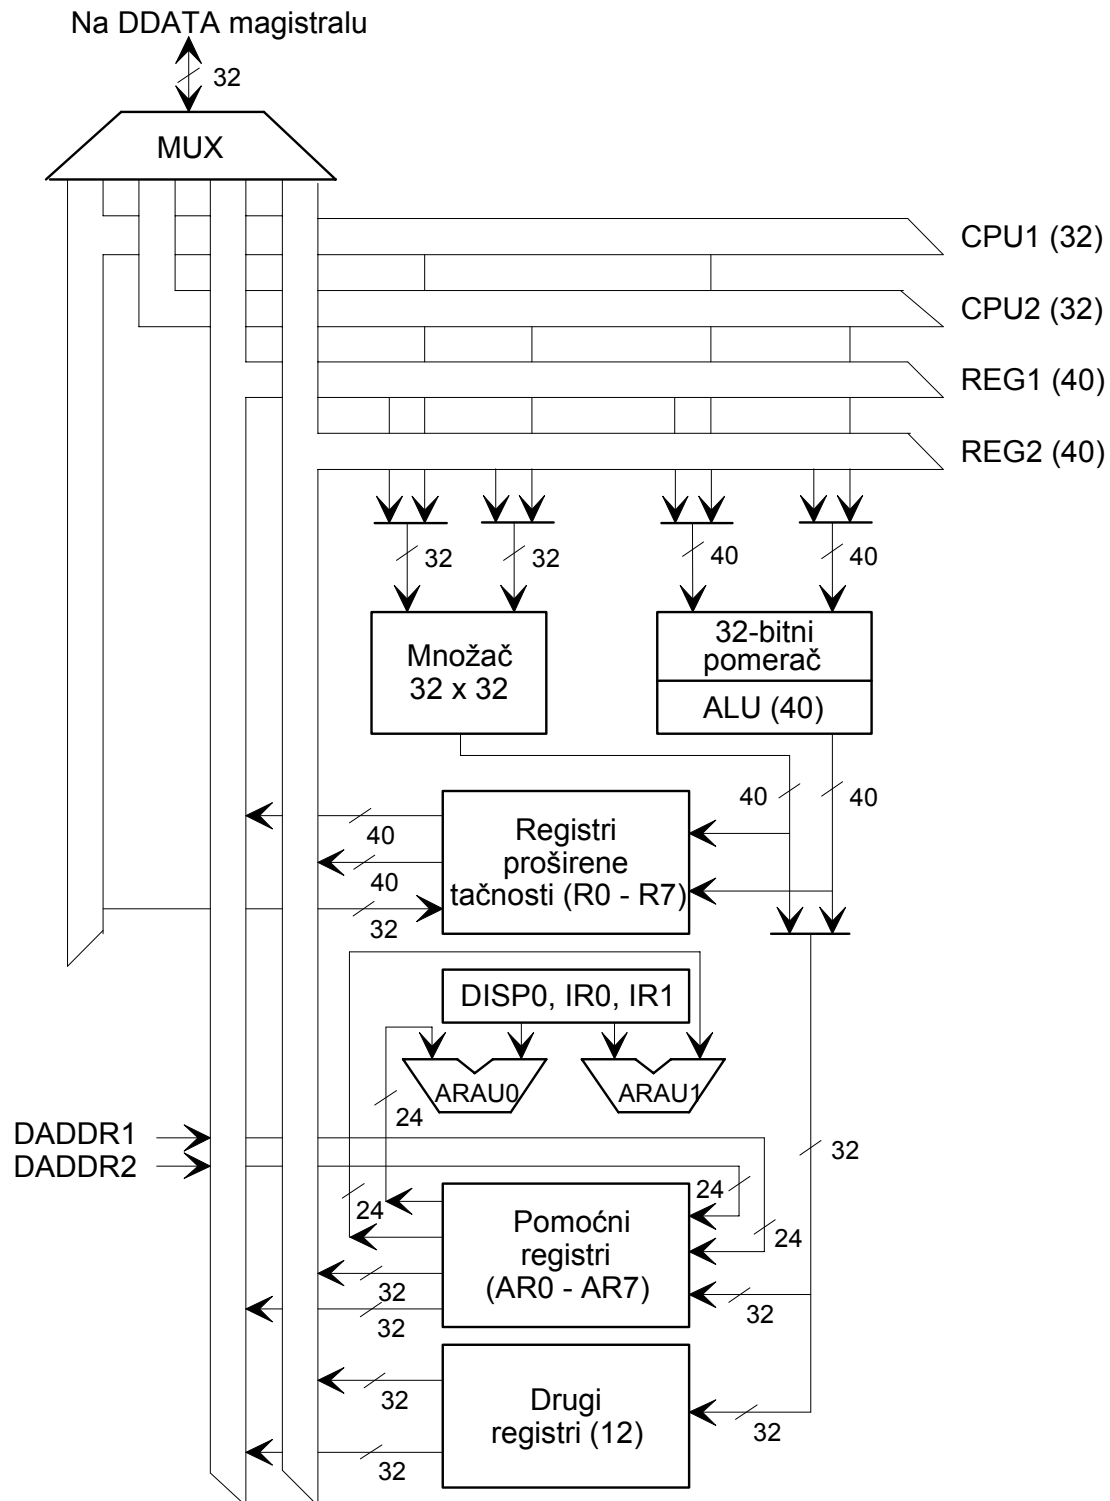 Na DDATA magistralu
32
MUX
CPU1 (32)
CPU2 (32)
REG1 (40)
REG2 (40)
32
32
40
40
Množač
32 x 32
32-bitni
pomerač
ALU (40)
40
40
40
40
32
Registri
proširene
tačnosti (R0 - R7)
DISP0, IR0, IR1
ARAU0
ARAU1
24
DADDR1
DADDR2
32
24
24
24
Pomoćni
registri
(AR0 - AR7)
32
32
32
Drugi
registri (12)
32
32
32